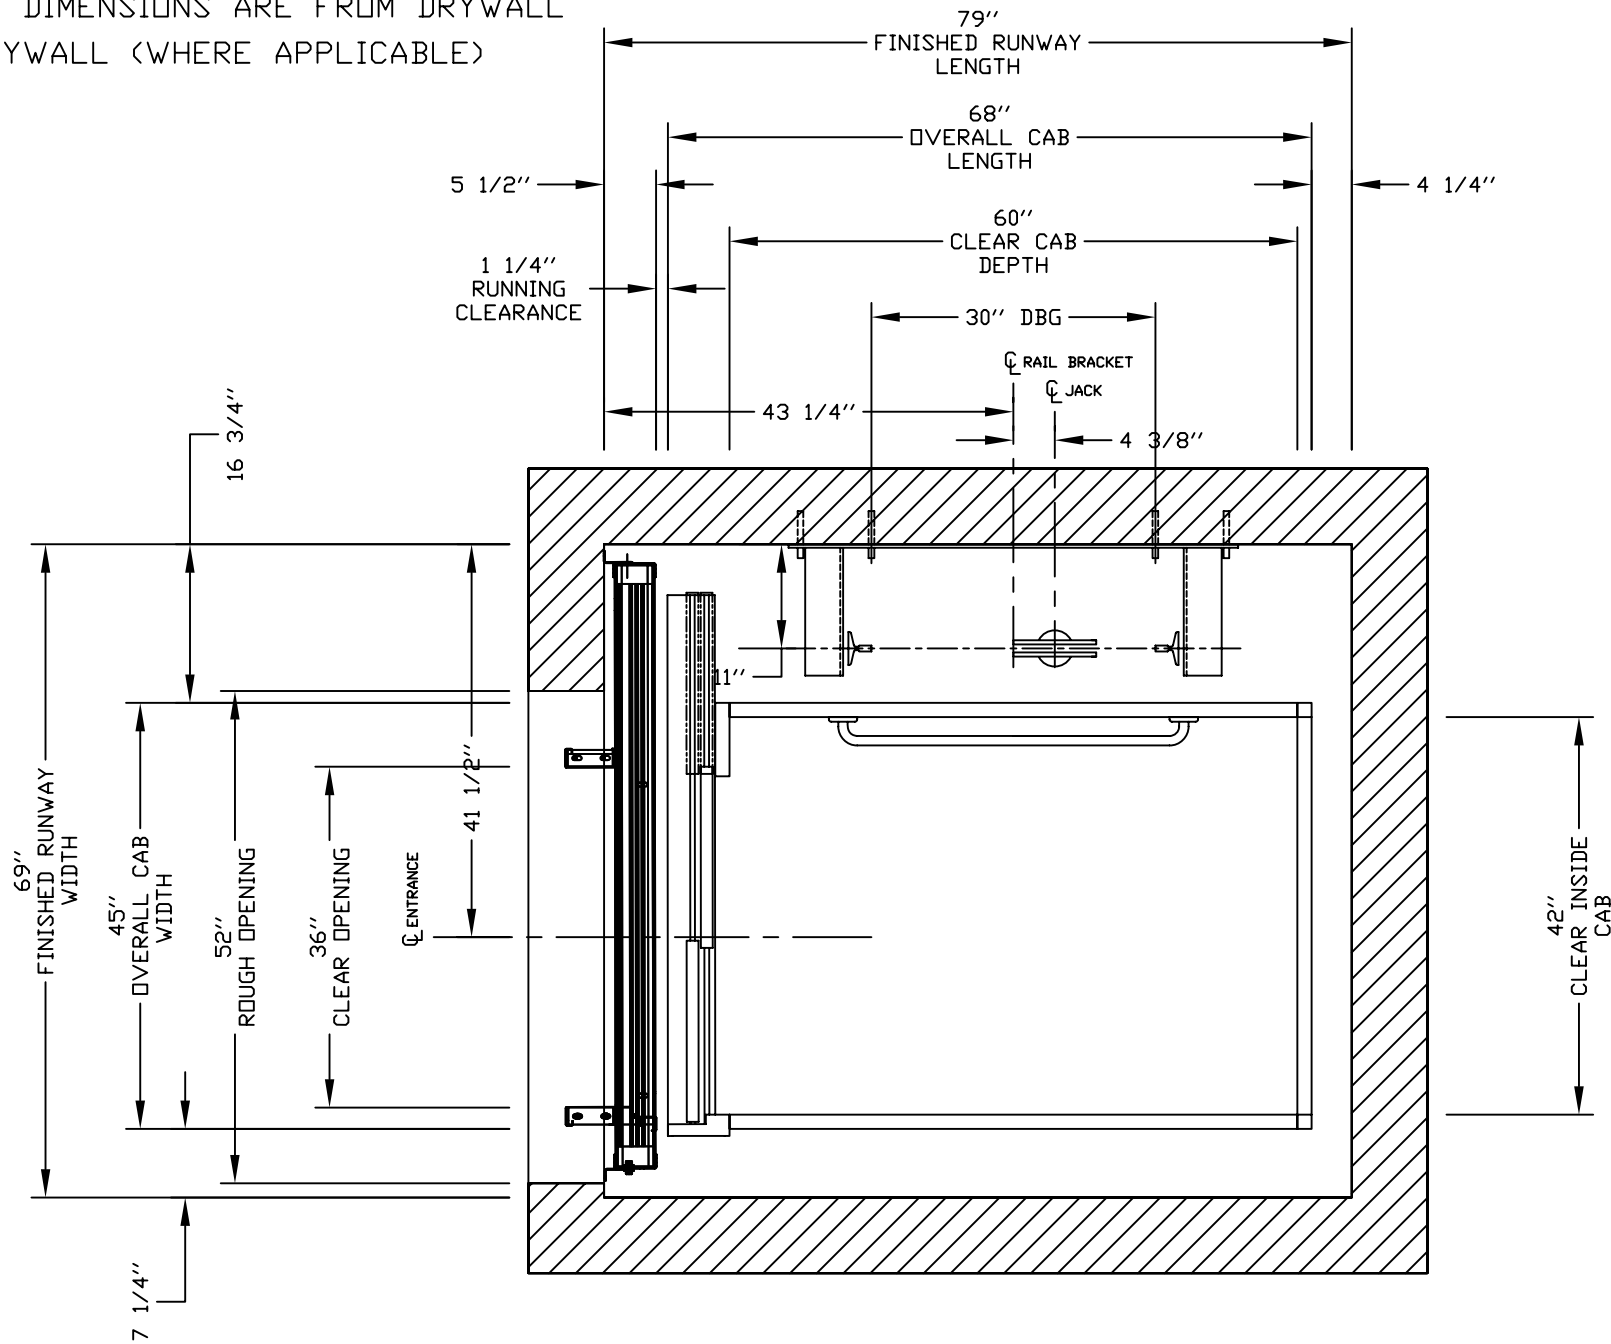 DIMENSIONS ARE FROM DRYWALL
YWALL (WHERE APPLICABLE)
79"
FINISHED RUNWAY
LENGTH
68"
OVERALL CAB
LENGTH
5 1/2"
4 1/4"
60"
CLEAR CAB
DEPTH
1 1/4"
RUNNING
CLEARANCE
30" DBG
℄ RAIL BRACKET
℄ JACK
43 1/4"
4 3/8"
16 3/4"
11"
41 1/2"
69"
FINISHED RUNWAY
WIDTH
45"
OVERALL CAB
WIDTH
52"
ROUGH OPENING
36"
CLEAR OPENING
℄ ENTRANCE
42"
CLEAR INSIDE
CAB
7 1/4"